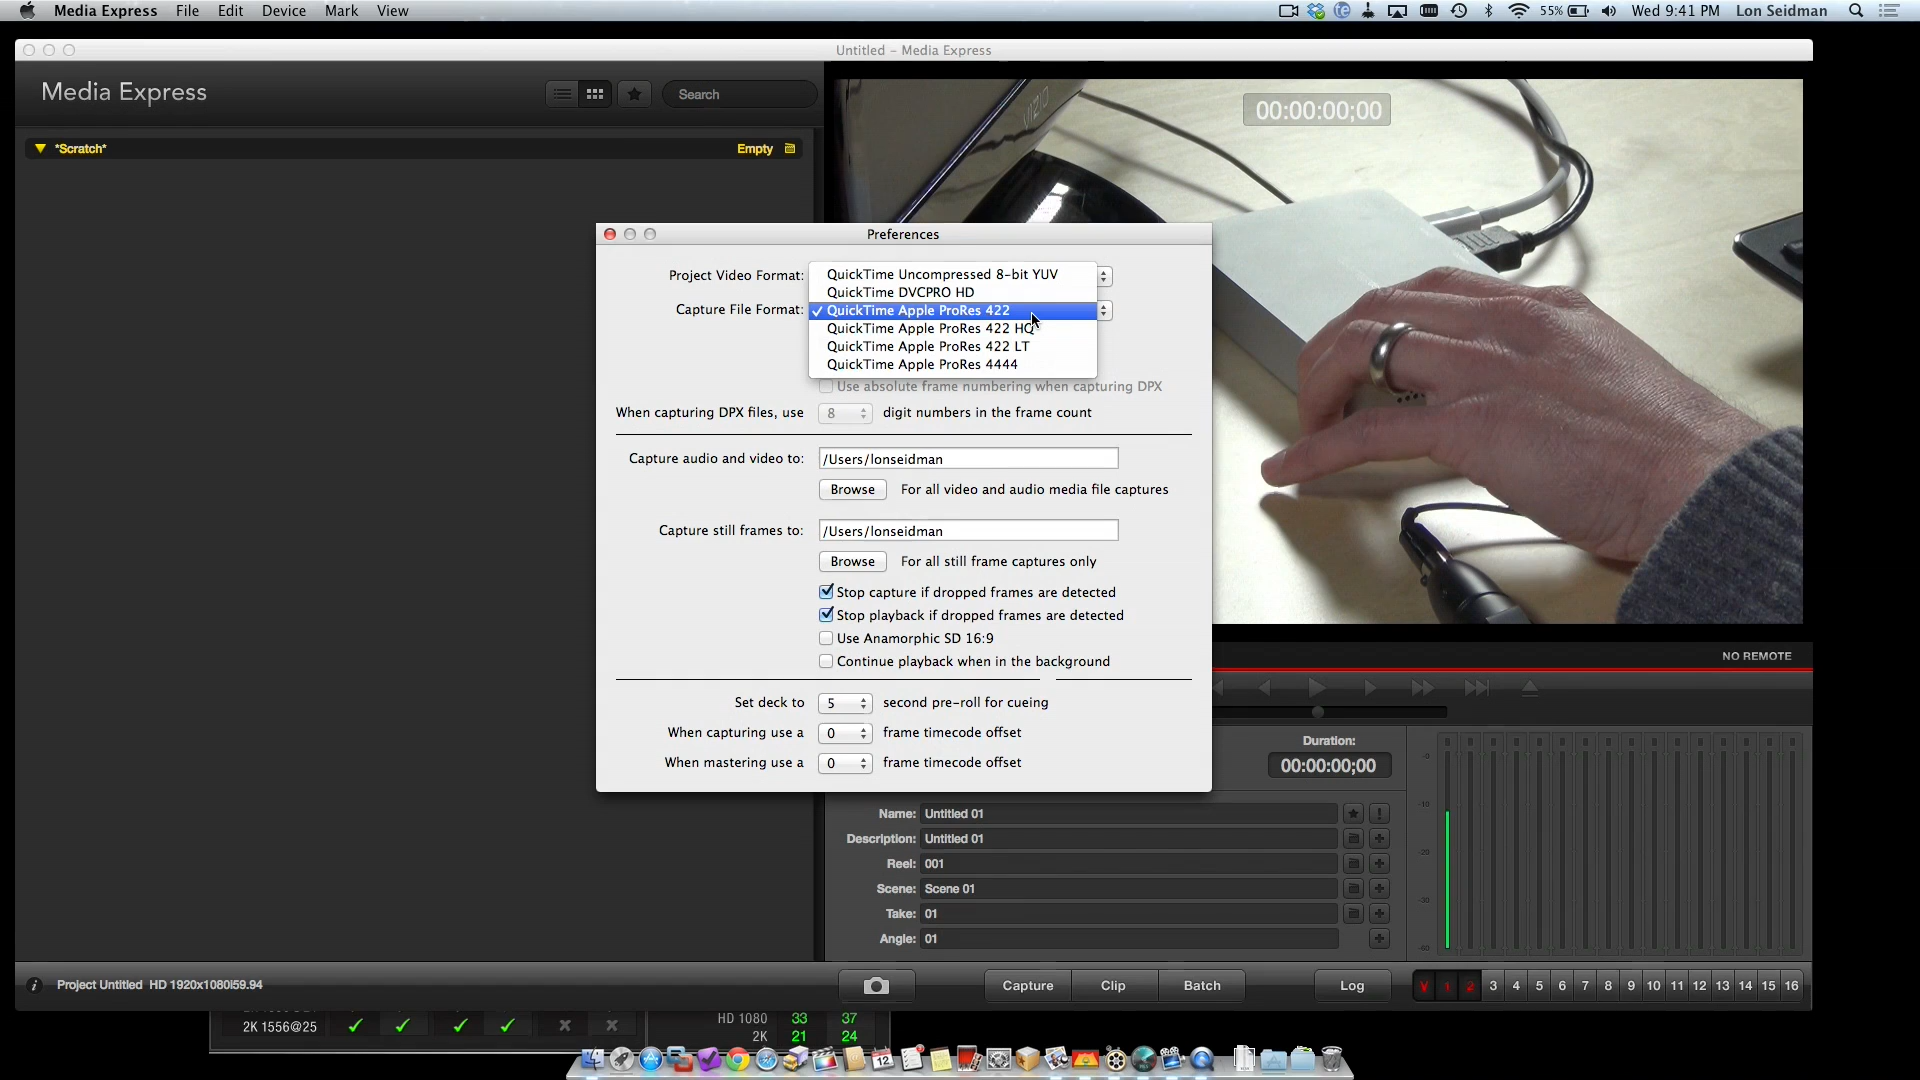 Media Express File Edit Device Mark View
55% Wed 9:41 PM Lon Seidman
Untitled – Media Express
Media Express
Search
*Scratch*
Empty
VIZIO
00:00:00;00
Preferences
Project Video Format:
QuickTime Uncompressed 8-bit YUV
QuickTime DVCPRO HD
Capture File Format:
✓ QuickTime Apple ProRes 422
QuickTime Apple ProRes 422 HQ
QuickTime Apple ProRes 422 LT
QuickTime Apple ProRes 4444
Use absolute frame numbering when capturing DPX
When capturing DPX files, use 8 digit numbers in the frame count
Capture audio and video to: /Users/lonseidman
Browse For all video and audio media file captures
Capture still frames to: /Users/lonseidman
Browse For all still frame captures only
Stop capture if dropped frames are detected
Stop playback if dropped frames are detected
Use Anamorphic SD 16:9
Continue playback when in the background
Set deck to 5 second pre-roll for cueing
When capturing use a 0 frame timecode offset
When mastering use a 0 frame timecode offset
NO REMOTE
Duration:
00:00:00;00
-0
-10
-20
-30
-60
Name: Untitled 01
Description: Untitled 01
Reel: 001
Scene: Scene 01
Take: 01
Angle: 01
Project Untitled HD 1920x1080i59.94
Capture Clip Batch Log
V 1 2 3 4 5 6 7 8 9 10 11 12 13 14 15 16
2K 1556@25 ✓ ✓ ✓ ✓ X X
HD 1080 33 37
2K 21 24
12